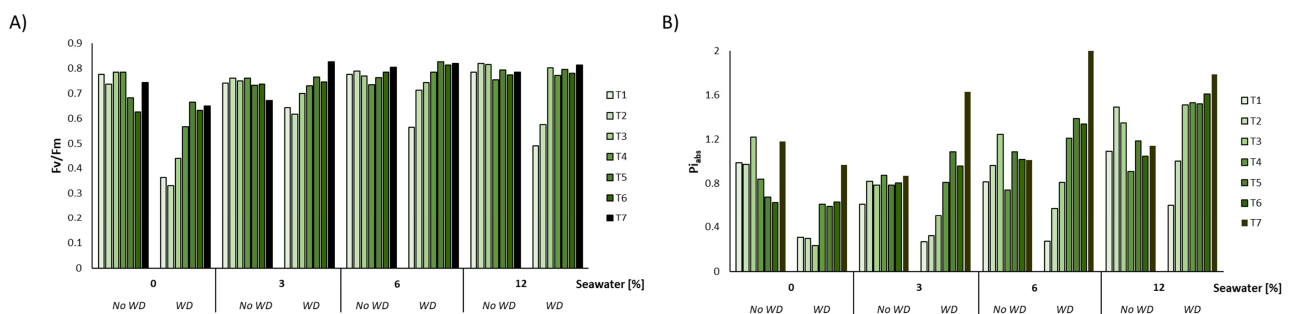 A)
Fv/Fm
0.9
0.8
0.7
0.6
0.5
0.4
0.3
0.2
0.1
0
0 3 6 12 Seawater [%]
No WD WD No WD WD No WD WD No WD WD
T1
T2
T3
T4
T5
T6
T7
B)
Pi_abs
2
1.6
1.2
0.8
0.4
0
0 3 6 12 Seawater [%]
No WD WD No WD WD No WD WD No WD WD
T1
T2
T3
T4
T5
T6
T7